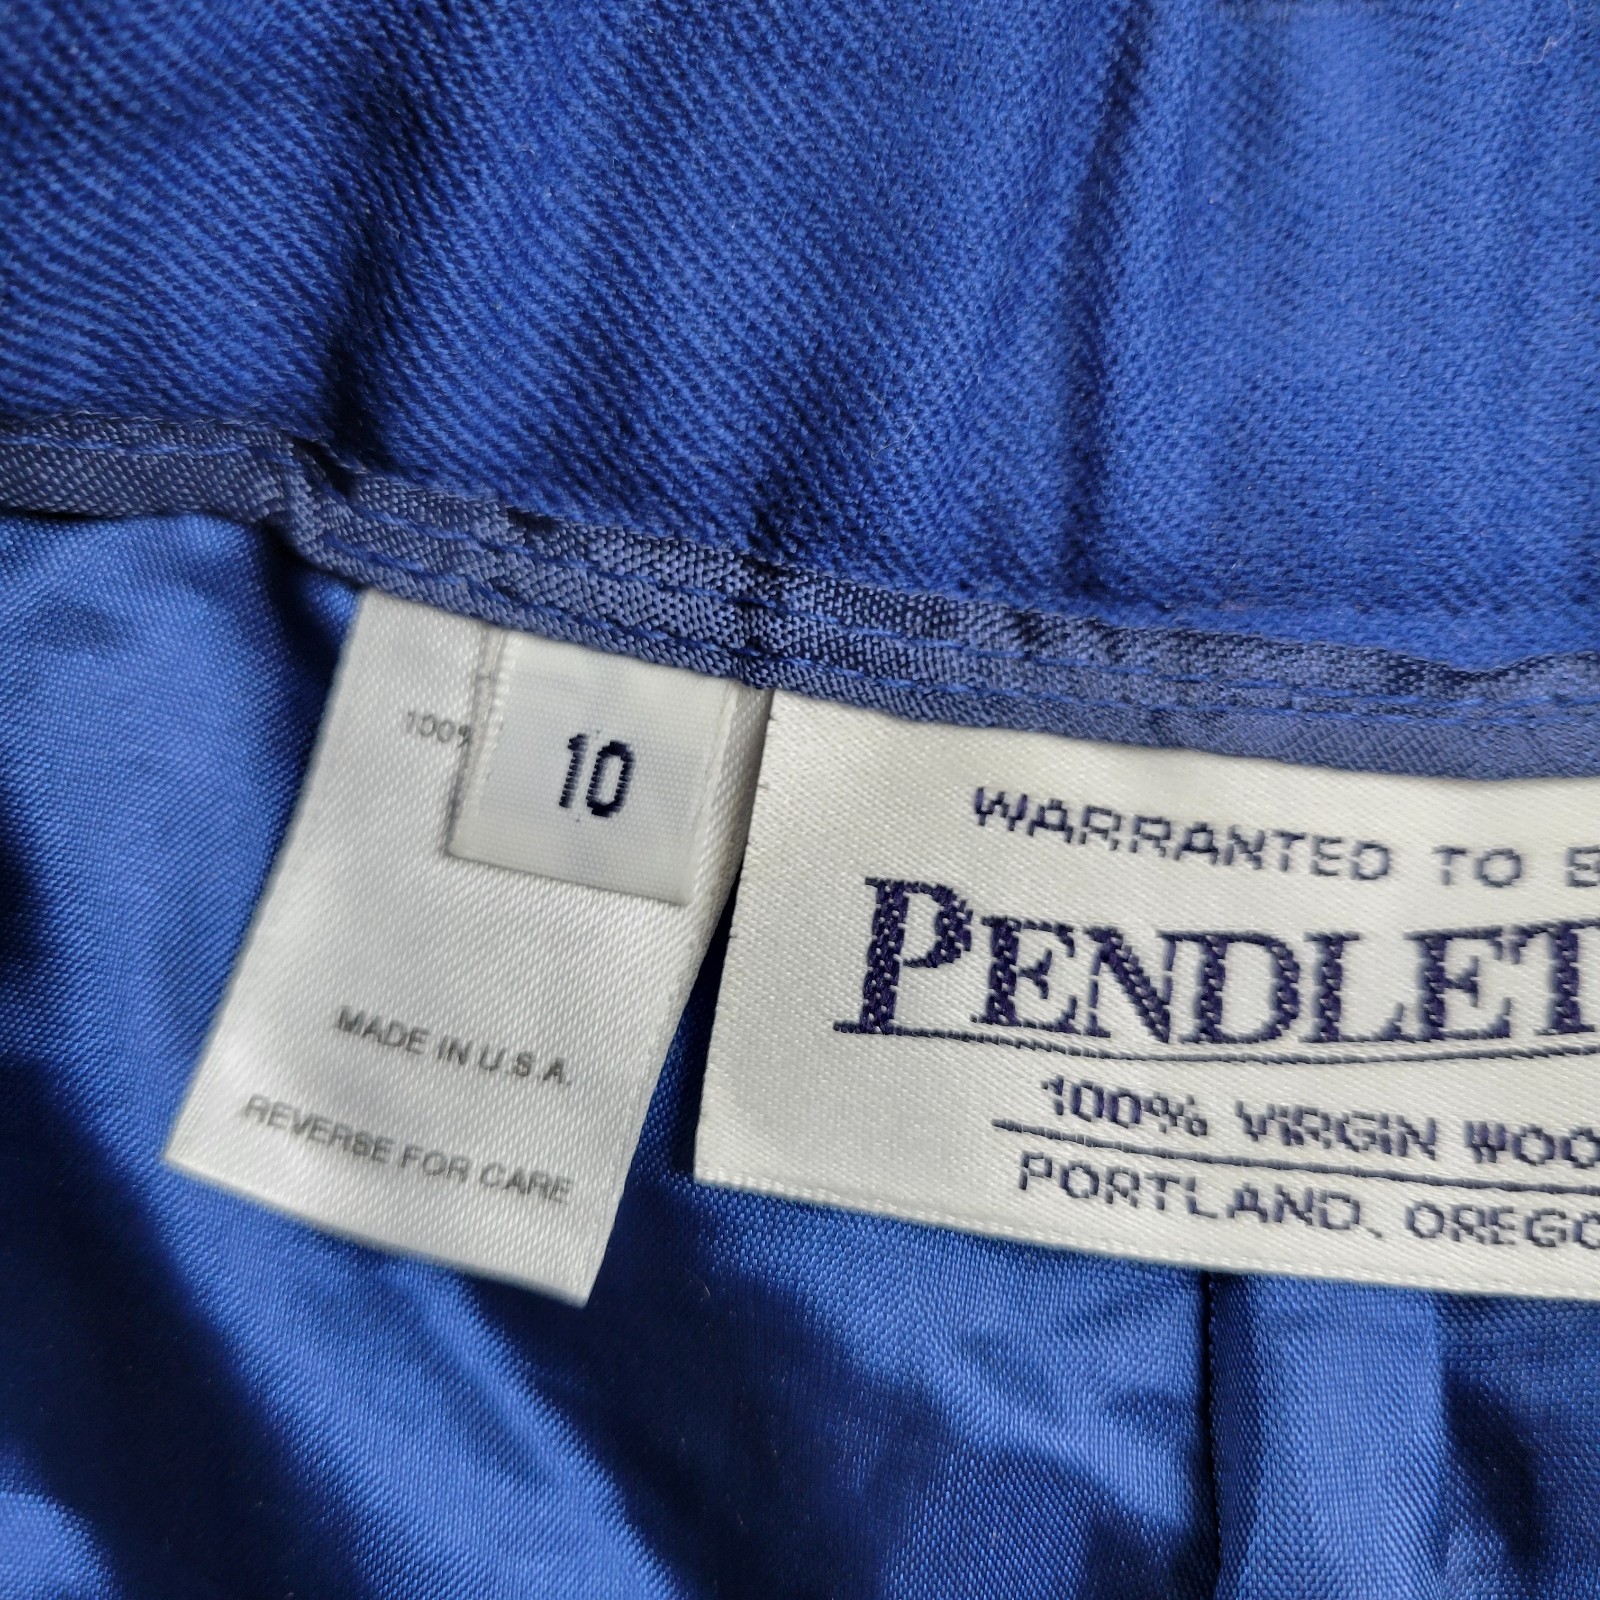 100%
10
MADE IN U.S.A.
REVERSE FOR CARE
WARRANTED TO B
PENDLET
100% VIRGIN WOO
PORTLAND, OREGO